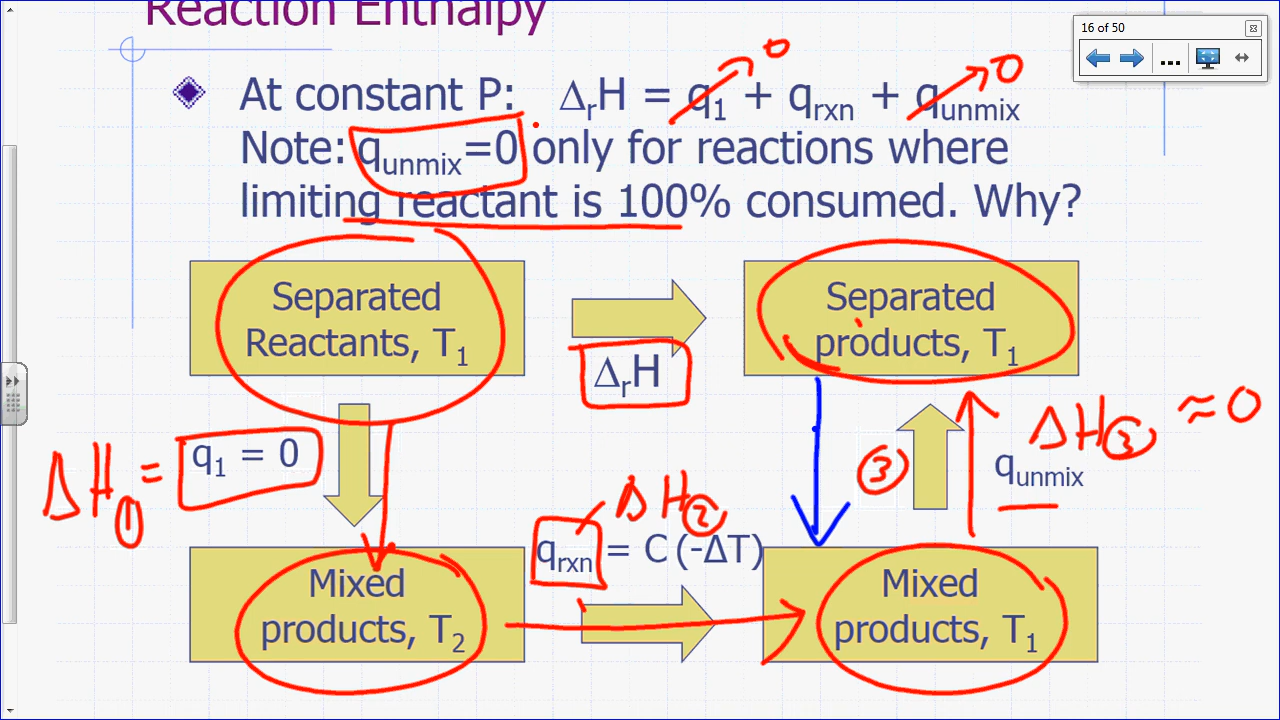 Reaction Enthalpy
16 of 50
At constant P: ΔrH = q1 + qrxn + qunmix
0
0
Note: qunmix=0 only for reactions where
limiting reactant is 100% consumed. Why?
Separated
Reactants, T1
ΔrH
Separated
products, T1
ΔH① = q1 = 0
③
qunmix
ΔH③ ≈ 0
ΔH②
qrxn = C(-ΔT)
Mixed
products, T2
Mixed
products, T1